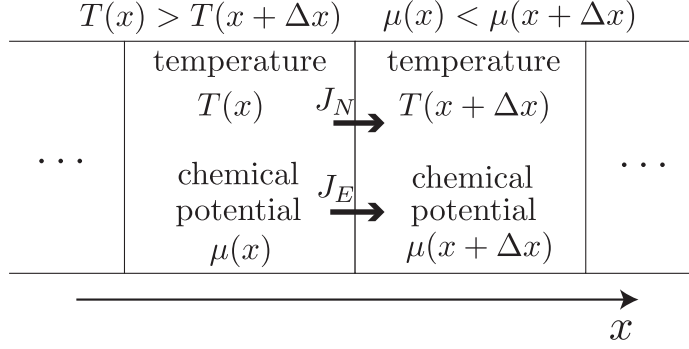 T(x) > T(x + Δx) μ(x) < μ(x + Δx)
temperature temperature
T(x) J_N T(x + Δx)
... ...
chemical chemical
J_E
potential potential
μ(x) μ(x + Δx)
x